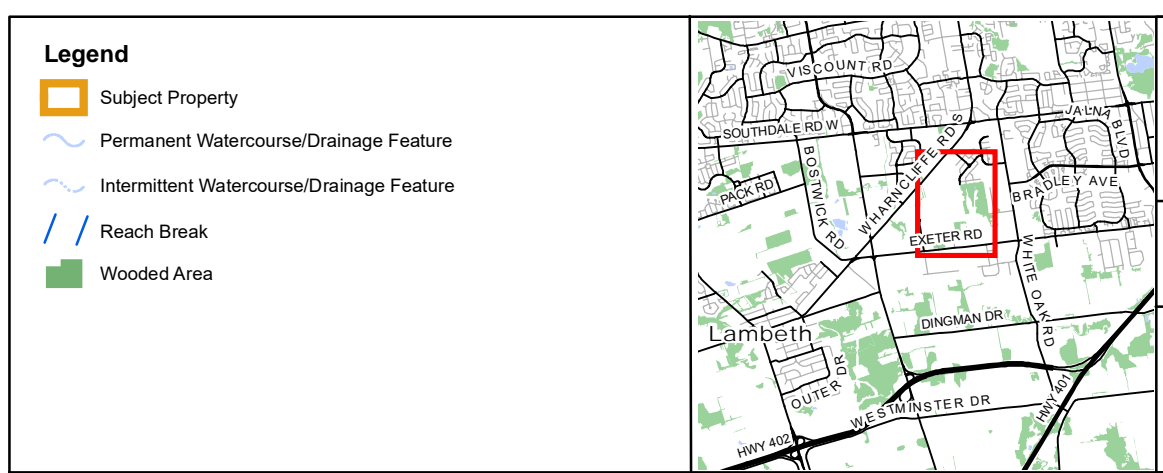 Legend
Subject Property
Permanent Watercourse/Drainage Feature
Intermittent Watercourse/Drainage Feature
Reach Break
Wooded Area
VISCOUNT RD
JALNA BLVD
SOUTHDALE RD W
WHARNCLIFFE RD S
BOSTWICK RD
PACK RD
BRADLEY AVE
EXETER RD
WHITE OAK RD
DINGMAN DR
Lambeth
OUTER DR
WESTMINSTER DR
HWY 401
HWY 402